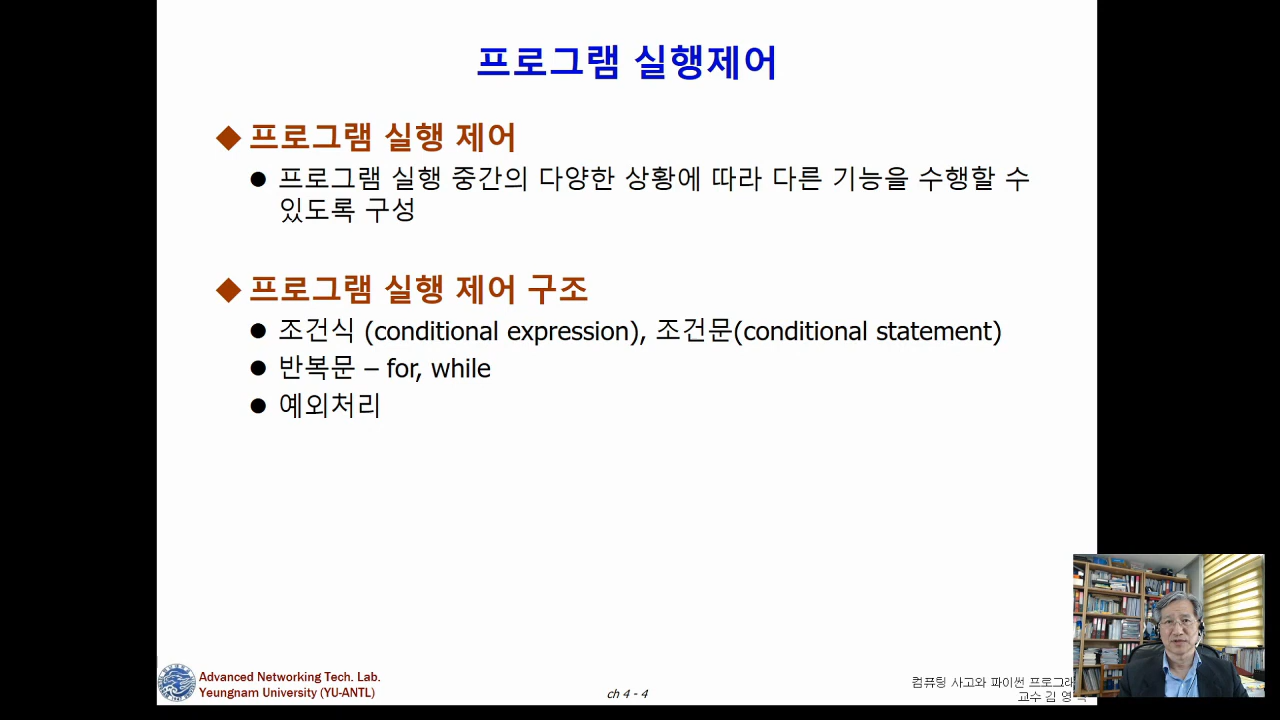 프로그램 실행제어
◆ 프로그램 실행 제어
● 프로그램 실행 중간의 다양한 상황에 따라 다른 기능을 수행할 수
있도록 구성
◆ 프로그램 실행 제어 구조
● 조건식 (conditional expression), 조건문(conditional statement)
● 반복문 – for, while
● 예외처리
Advanced Networking Tech. Lab.
Yeungnam University (YU-ANTL)
ch 4 - 4
컴퓨팅 사고와 파이썬
교수 김 영